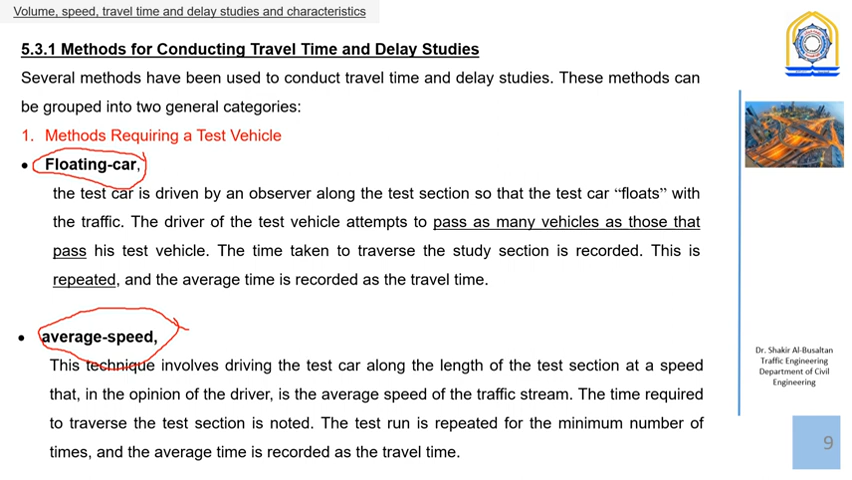 Volume, speed, travel time and delay studies and characteristics
5.3.1 Methods for Conducting Travel Time and Delay Studies
Several methods have been used to conduct travel time and delay studies. These methods can
be grouped into two general categories:
1. Methods Requiring a Test Vehicle
• Floating-car,
the test car is driven by an observer along the test section so that the test car “floats” with
the traffic. The driver of the test vehicle attempts to pass as many vehicles as those that
pass his test vehicle. The time taken to traverse the study section is recorded. This is
repeated, and the average time is recorded as the travel time.
• average-speed,
This technique involves driving the test car along the length of the test section at a speed
that, in the opinion of the driver, is the average speed of the traffic stream. The time required
to traverse the test section is noted. The test run is repeated for the minimum number of
times, and the average time is recorded as the travel time.
Dr. Shakir Al-Busaltan
Traffic Engineering
Department of Civil
Engineering
9